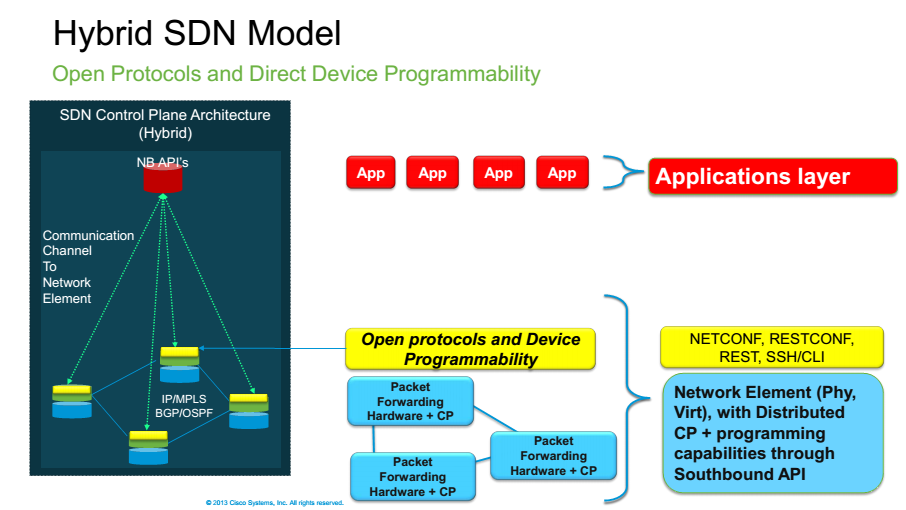 Hybrid SDN Model
Open Protocols and Direct Device Programmability
SDN Control Plane Architecture
(Hybrid)
NB API's
Communication
Channel
To
Network
Element
IP/MPLS
BGP/OSPF
App
App
App
App
Applications layer
Open protocols and Device
Programmability
Packet
Forwarding
Hardware + CP
Packet
Forwarding
Hardware + CP
Packet
Forwarding
Hardware + CP
NETCONF, RESTCONF,
REST, SSH/CLI
Network Element (Phy,
Virt), with Distributed
CP + programming
capabilities through
Southbound API
© 2013 Cisco Systems, Inc. All rights reserved.